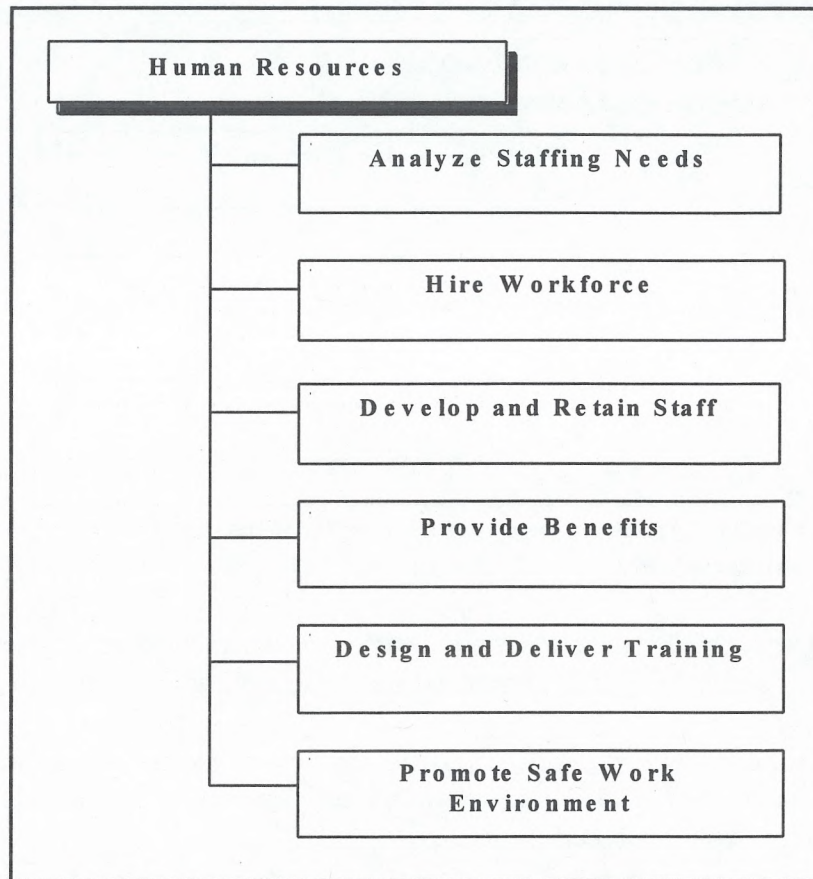 Human Resources
Analyze Staffing Needs
Hire Workforce
Develop and Retain Staff
Provide Benefits
Design and Deliver Training
Promote Safe Work
Environment